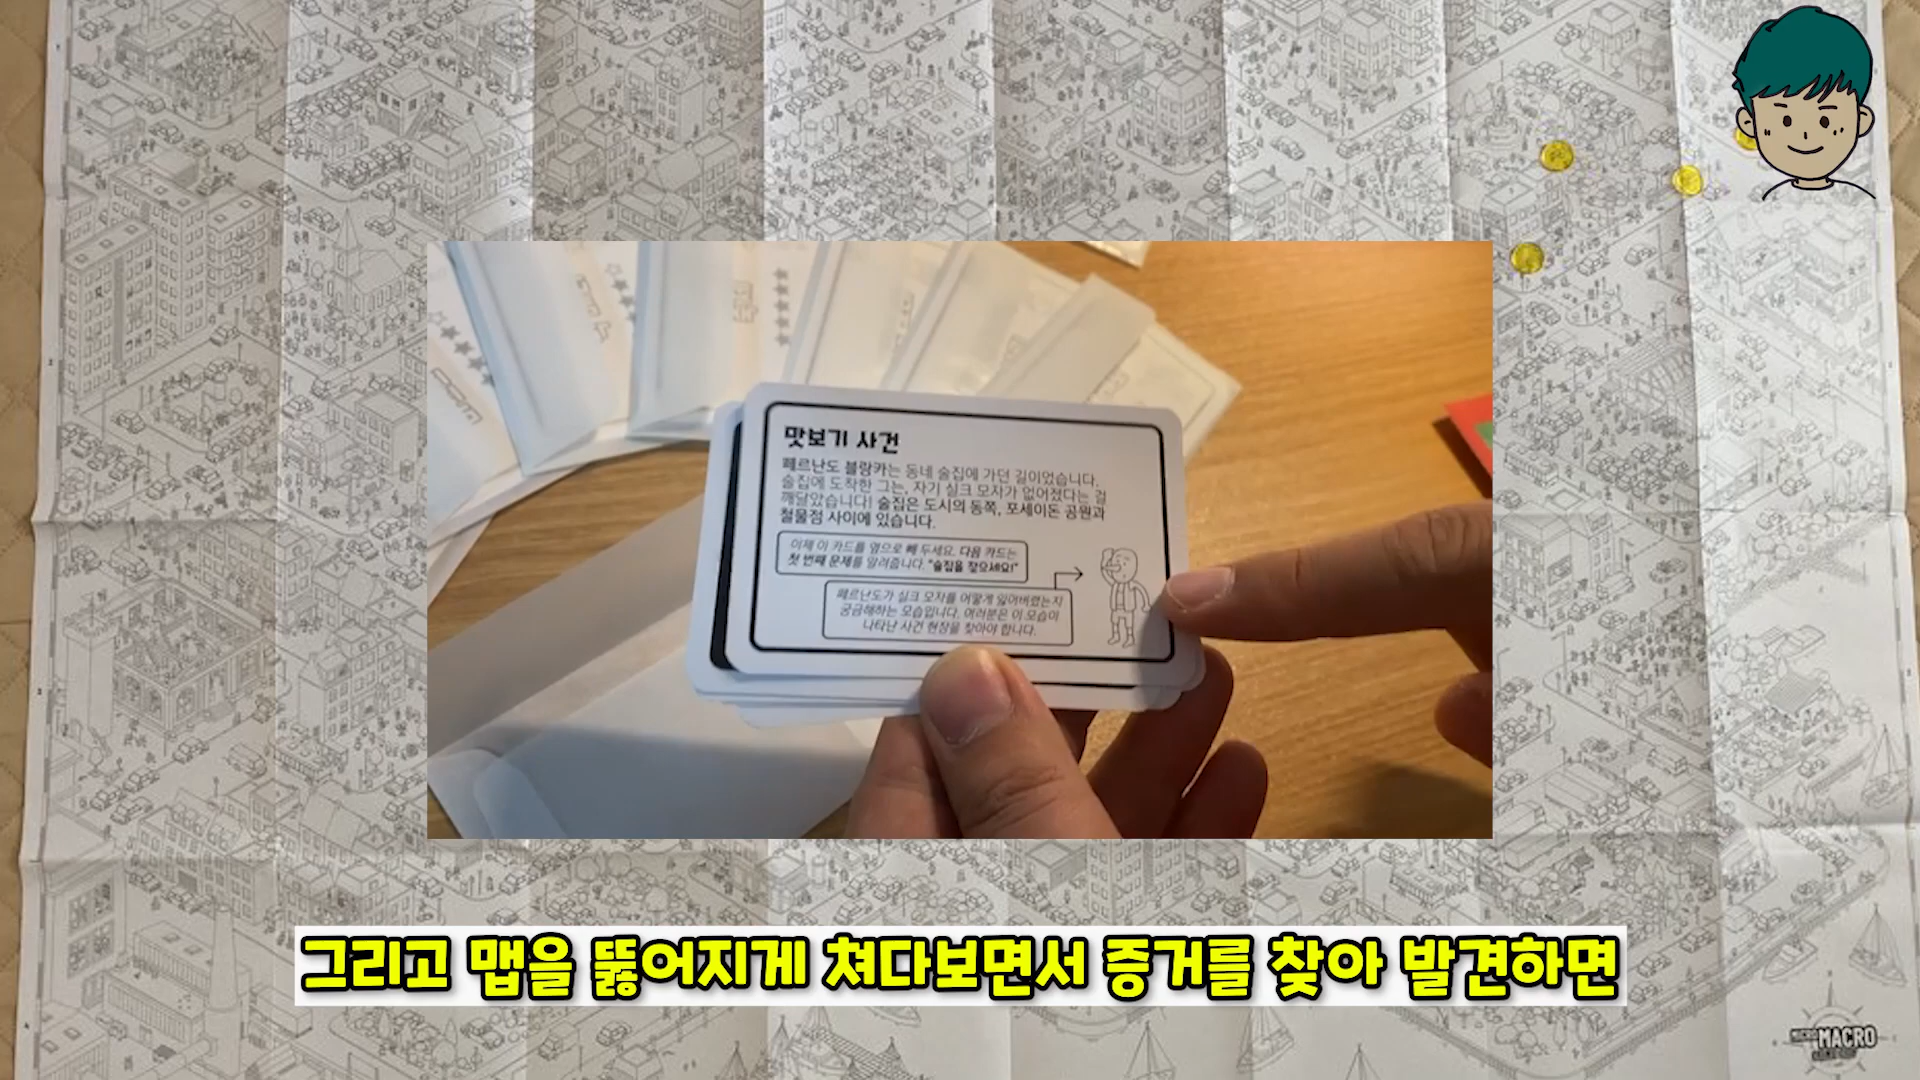 맛보기 사건
페르난도 블랑카는 동네 술집에 가던 길이었습니다.
술집에 도착한 그는, 자기 실크 모자가 없어졌다는 걸
깨달았습니다! 술집은 도시의 동쪽, 포세이돈 공원과
철물점 사이에 있습니다.
이제 이 카드를 옆으로 빼 두세요. 다음 카드는
첫 번째 문제를 알려줍니다. "술집을 찾으세요!"
페르난도가 실크 모자를 어떻게 잃어버렸는지
궁금해하는 모습입니다. 여러분은 이 모습이
나타난 사건 현장을 찾아야 합니다.
그리고 맵을 뚫어지게 쳐다보면서 증거를 찾아 발견하면
MICRO MACRO